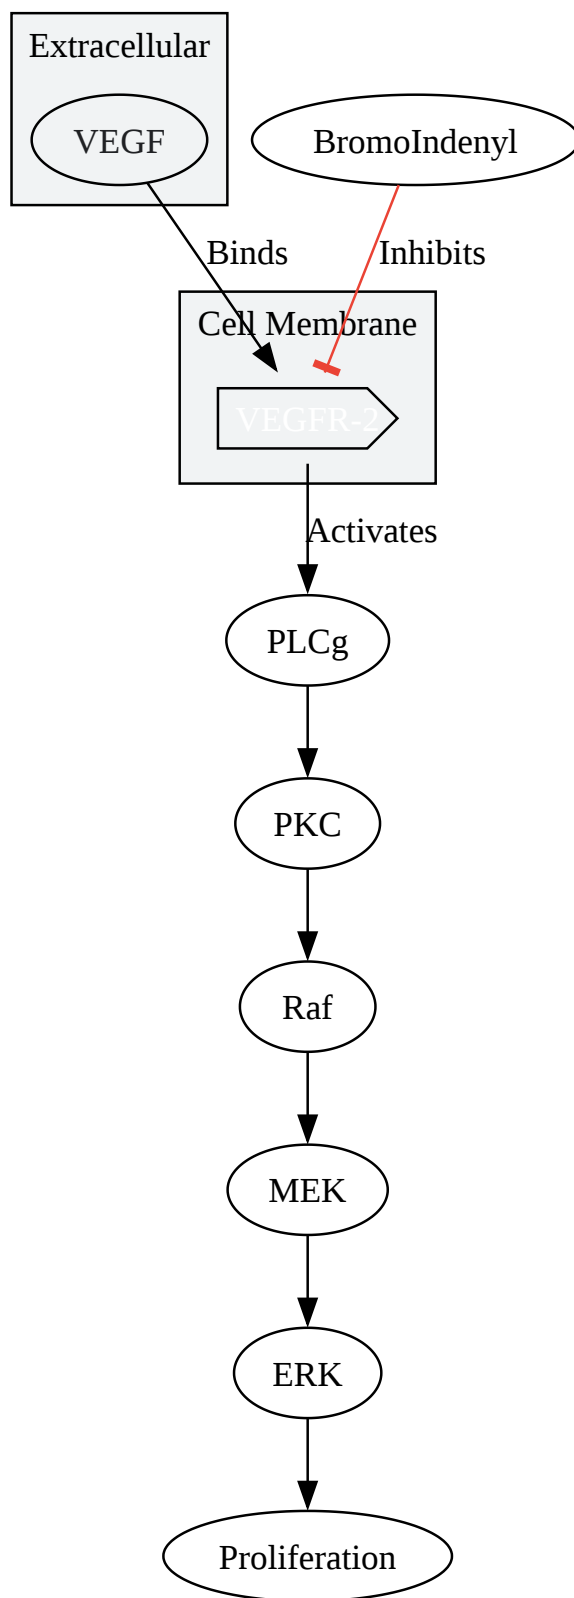 Extracellular
VEGF
BromoIndenyl
Binds
Inhibits
Cell Membrane
VEGFR-2
Activates
PLCg
PKC
Raf
MEK
ERK
Proliferation